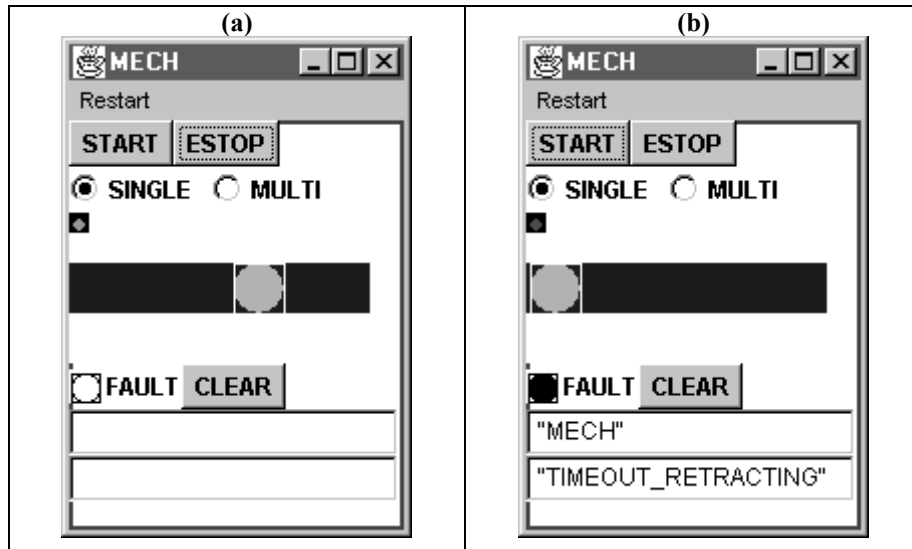 (a)
MECH
Restart
START ESTOP
SINGLE MULTI
FAULT CLEAR
(b)
MECH
Restart
START ESTOP
SINGLE MULTI
FAULT CLEAR
"MECH"
"TIMEOUT_RETRACTING"